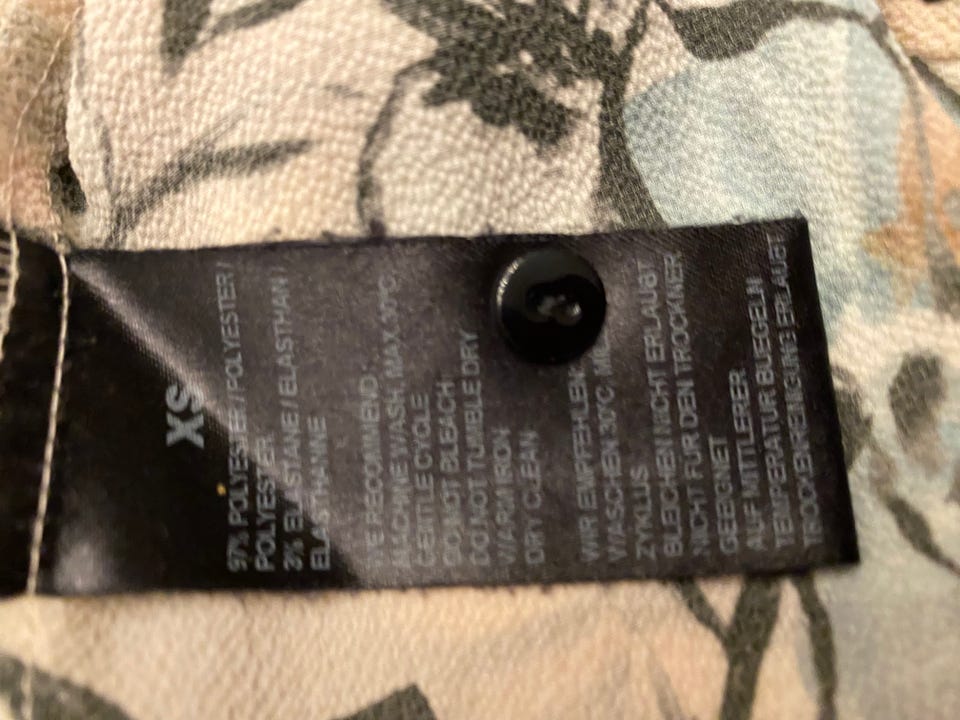 XS
97% POLYESTER / POLYESTER /
POLYESTER
3% ELASTANE / ELASTHAN /
ELASTHANNE
WE RECOMMEND:
MACHINE WASH, MAX.30°C,
GENTLE CYCLE
DO NOT BLEACH
DO NOT TUMBLE DRY
WARM IRON
DRY CLEAN
WIR EMPFEHLEN:
WASCHEN 30°C
ZYKLUS
BLEICHEN NICHT ERLAUBT
NICHT FUR DEN TROCKNER
GEEIGNET
AUF MITTLERER
TEMPERATUR BUEGELN
TROCKENREINIGUNG ERLAUBT